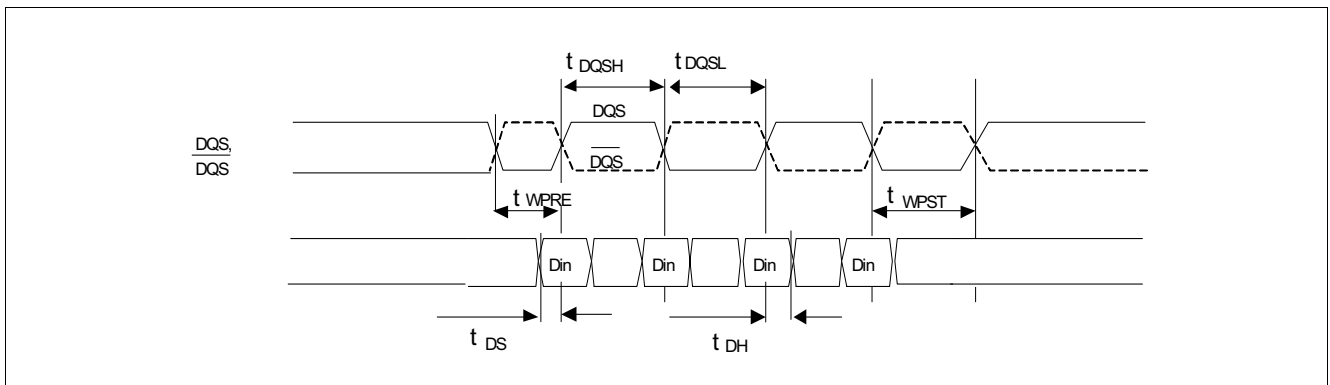 t DQSH
t DQSL
DQS
DQS,
DQS
DQS
t WPRE
t WPST
Din
Din
Din
Din
t DS
t DH